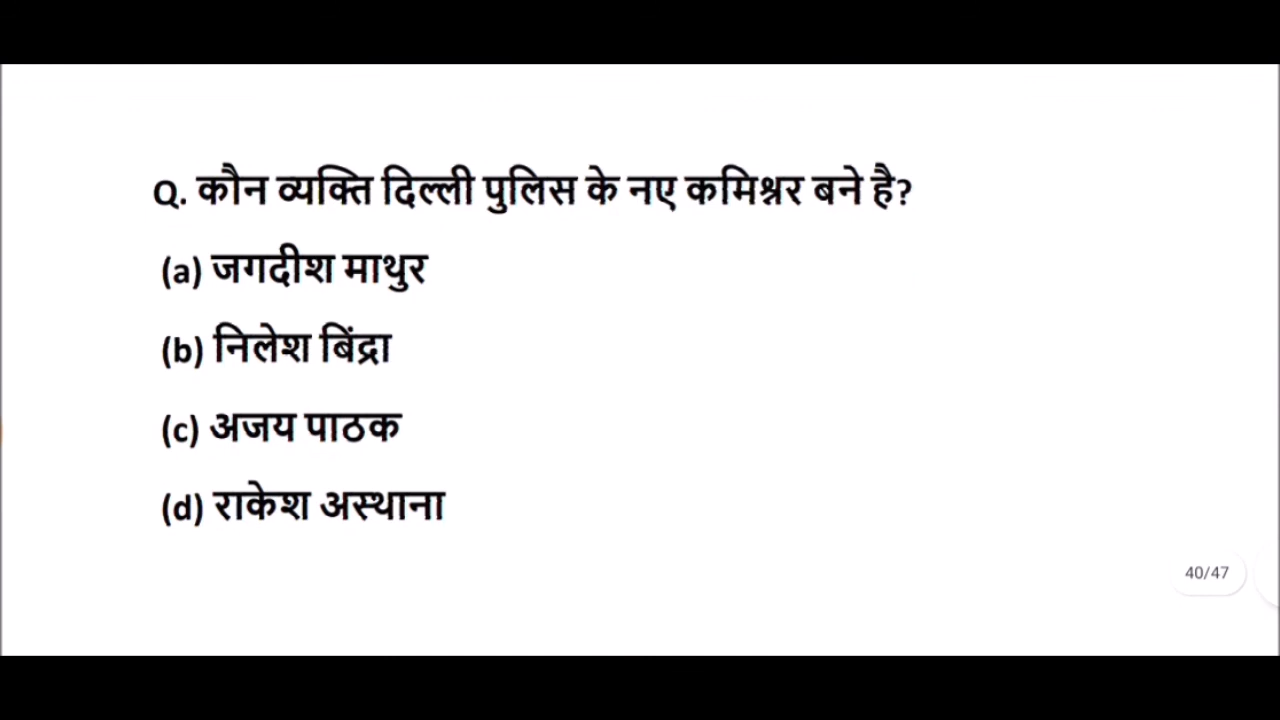 Q. कौन व्यक्ति दिल्ली पुलिस के नए कमिश्नर बने है?
(a) जगदीश माथुर
(b) निलेश बिंद्रा
(c) अजय पाठक
(d) राकेश अस्थाना
40/47